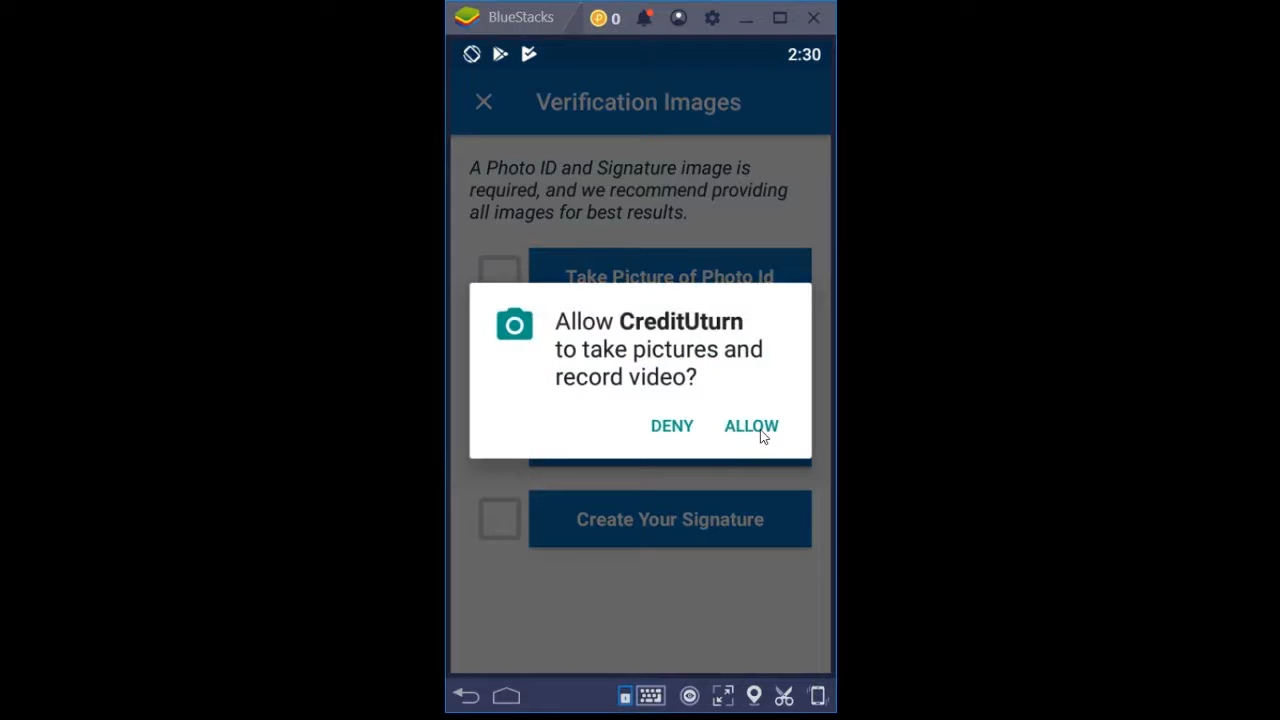 BlueStacks
0
2:30
Verification Images
A Photo ID and Signature image is
required, and we recommend providing
all images for best results.
Take Picture of Photo Id
Allow CreditUturn
to take pictures and
record video?
DENY ALLOW
Create Your Signature